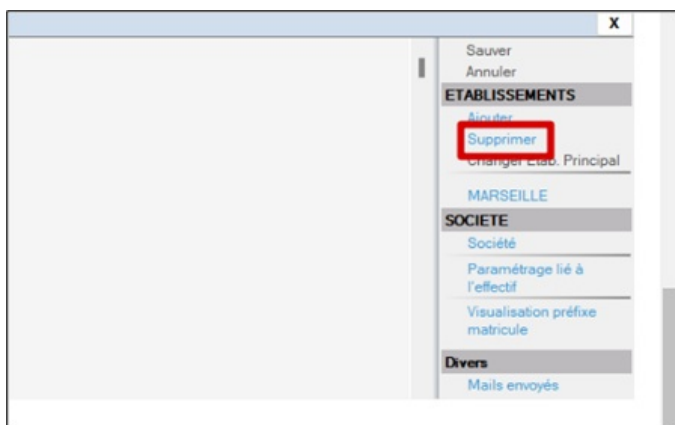 X
Sauver
Annuler
ETABLISSEMENTS
Ajouter
Supprimer
Changer Etab. Principal
MARSEILLE
SOCIETE
Société
Paramétrage lié à
l'effectif
Visualisation préfixe
matricule
Divers
Mails envoyés